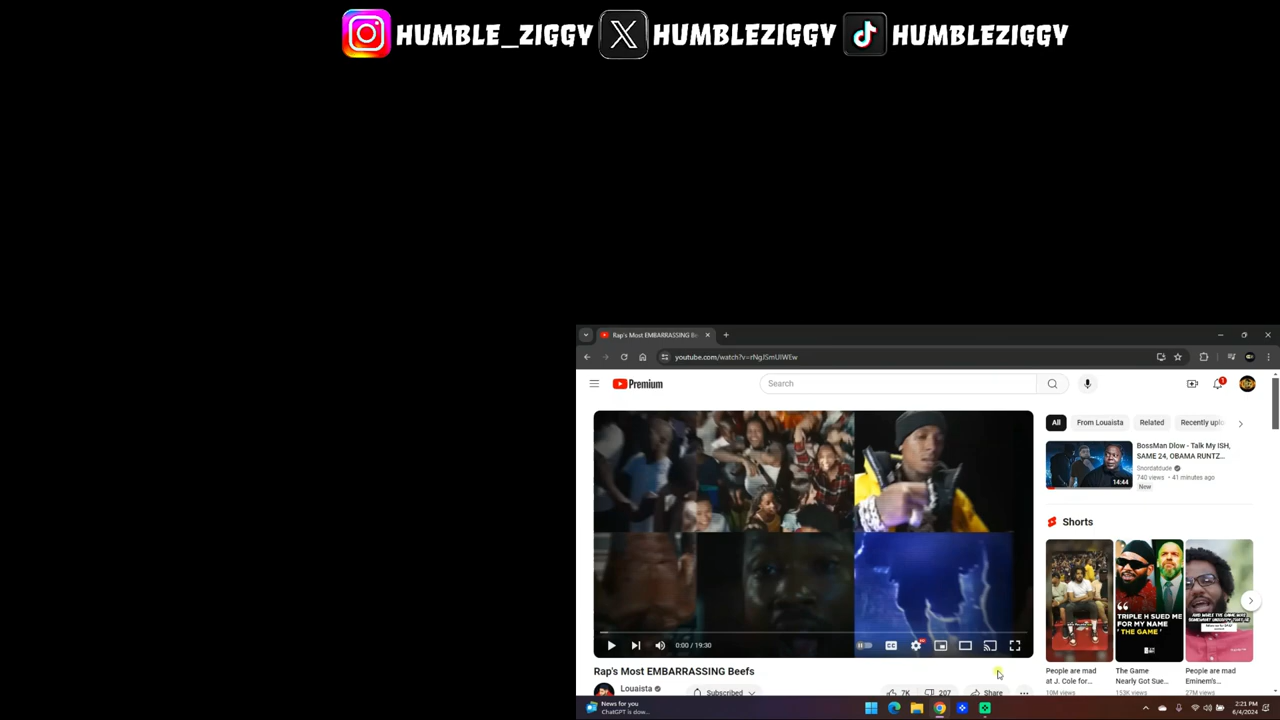 HUMBLE_ZIGGY HUMBLEZIGGY HUMBLEZIGGY
Rap's Most EMBARRASSING Be
youtube.com/watch?v=rNgJSmUIWEw
Premium
Search
1
All From Louaista Related Recently uplo
BossMan Dlow - Talk My ISH,
SAME 24, OBAMA RUNTZ...
Snordatdude
740 views • 41 minutes ago
New
14:44
Shorts
TRIPLE H SUED ME
FOR MY NAME
'THE GAME'
0:00 / 19:30
CC
Rap's Most EMBARRASSING Beefs
Louaista
Subscribed
7K
207
Share
People are mad
at J. Cole for...
10M views
The Game
Nearly Got Sue...
153K views
People are mad
Eminem's...
27M views
News for you
ChatGPT is dow...
2:21 PM
6/4/2024